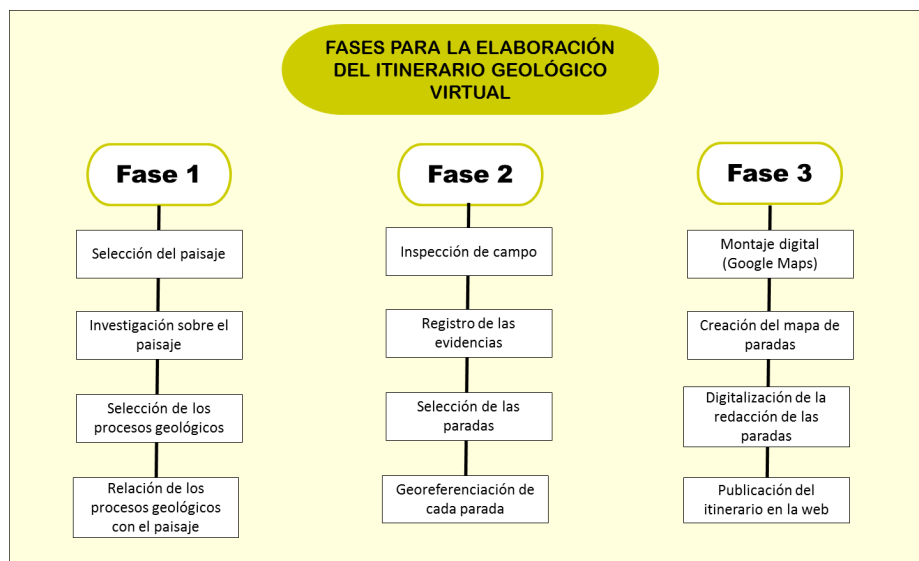 FASES PARA LA ELABORACIÓN
DEL ITINERARIO GEOLÓGICO
VIRTUAL
Fase 1
Selección del paisaje
Investigación sobre el
paisaje
Selección de los
procesos geológicos
Relación de los
procesos geológicos
con el paisaje
Fase 2
Inspección de campo
Registro de las
evidencias
Selección de las
paradas
Georeferenciación de
cada parada
Fase 3
Montaje digital
(Google Maps)
Creación del mapa de
paradas
Digitalización de la
redacción de las
paradas
Publicación del
itinerario en la web